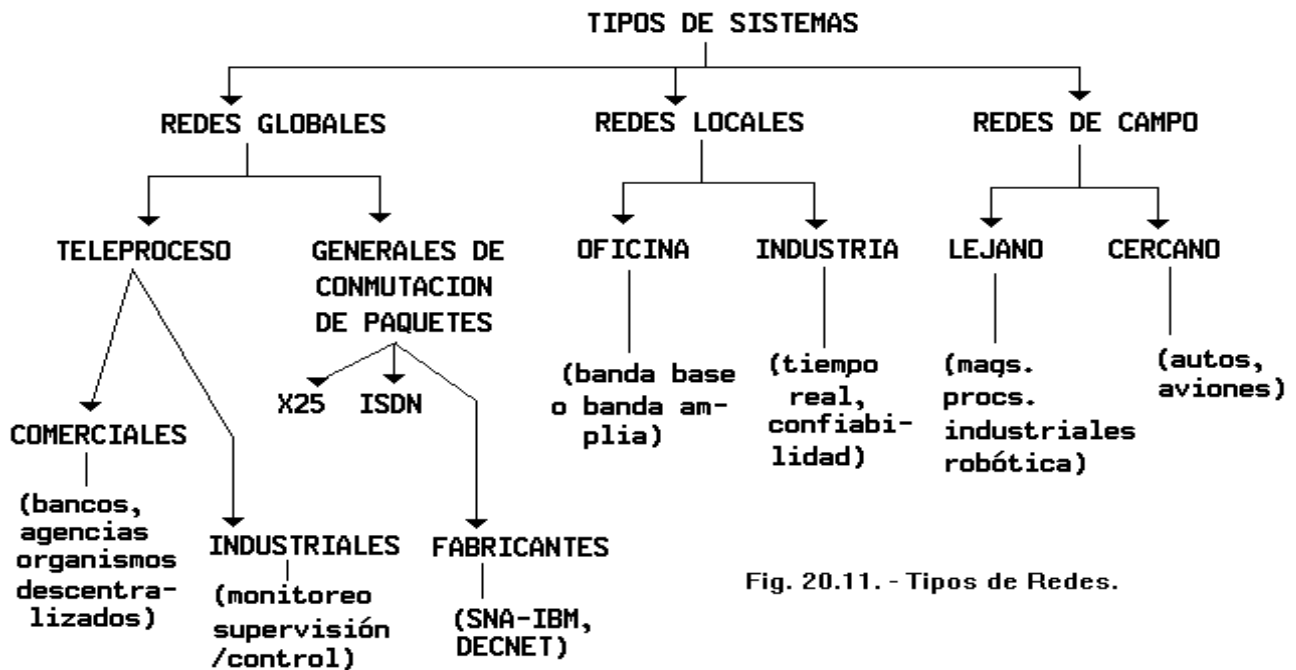 TIPOS DE SISTEMAS
REDES GLOBALES
REDES LOCALES
REDES DE CAMPO
TELEPROCESO
GENERALES DE
CONMUTACION
DE PAQUETES
OFICINA
INDUSTRIA
LEJANO
CERCANO
X25
ISDN
(banda base
o banda am-
plia)
(tiempo
real,
confiabi-
lidad)
(maqs.
procs.
industriales
robótica)
(autos,
aviones)
COMERCIALES
(bancos,
agencias
organismos
descentra-
lizados)
INDUSTRIALES
(monitoreo
supervisión
/control)
FABRICANTES
(SNA-IBM,
DECNET)
Fig. 20.11. - Tipos de Redes.